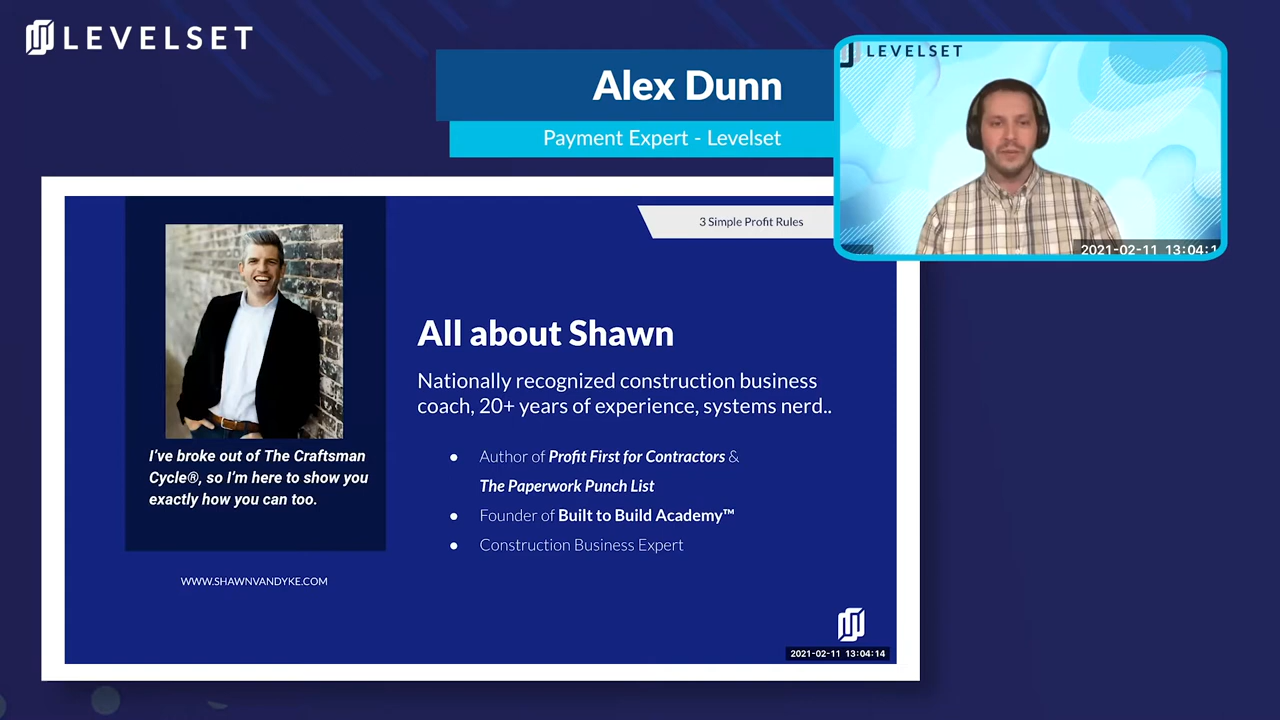 LEVELSET
Alex Dunn
Payment Expert - Levelset
LEVELSET
2021-02-11 13:04:1
3 Simple Profit Rules
All about Shawn
Nationally recognized construction business
coach, 20+ years of experience, systems nerd..
● Author of Profit First for Contractors &
The Paperwork Punch List
● Founder of Built to Build Academy™
● Construction Business Expert
I've broke out of The Craftsman
Cycle®, so I'm here to show you
exactly how you can too.
WWW.SHAWNVANDYKE.COM
2021-02-11 13:04:14